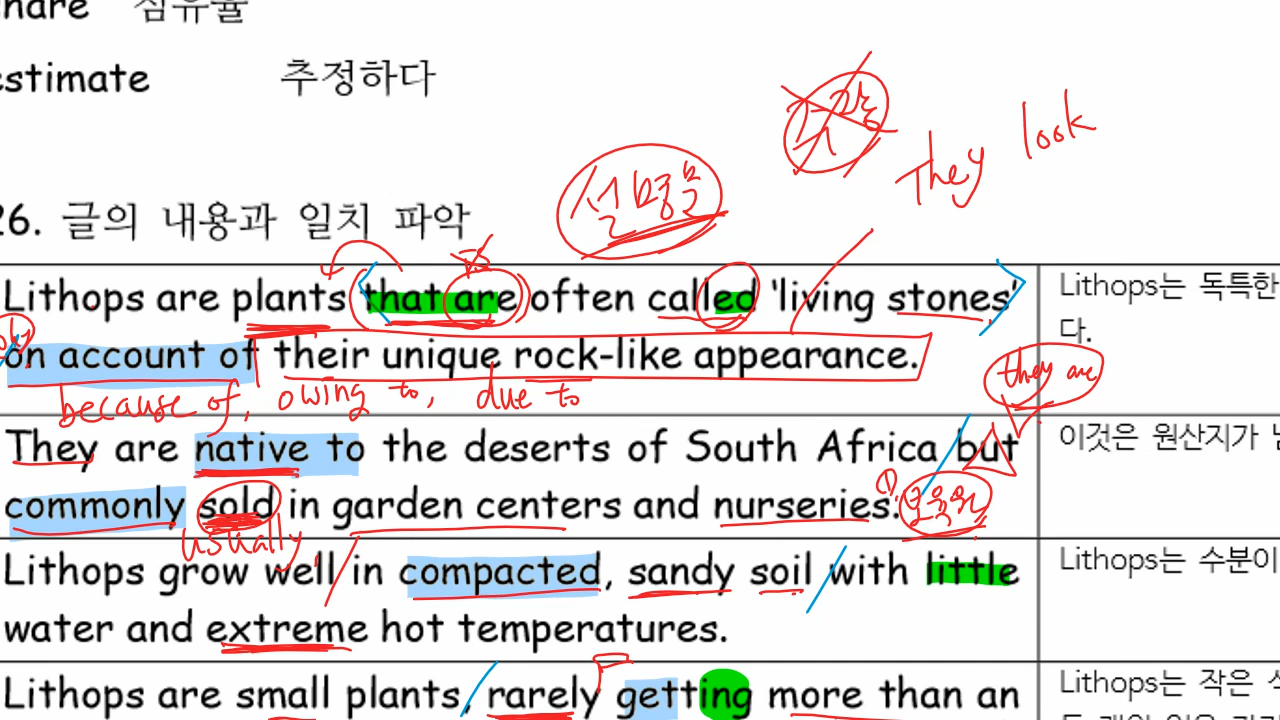 hare 점유율
estimate 추정하다
They look
설명문
26. 글의 내용과 일치 파악
Lithops are plants that are often called 'living stones'
on account of their unique rock-like appearance.
because of, owing to, due to
Lithops는 독특한
다.
they are
They are native to the deserts of South Africa but
commonly sold in garden centers and nurseries.
usually
이것은 원산지가
Lithops grow well in compacted, sandy soil with little
water and extreme hot temperatures.
Lithops는 수분이
Lithops are small plants, rarely getting more than an
Lithops는 작은